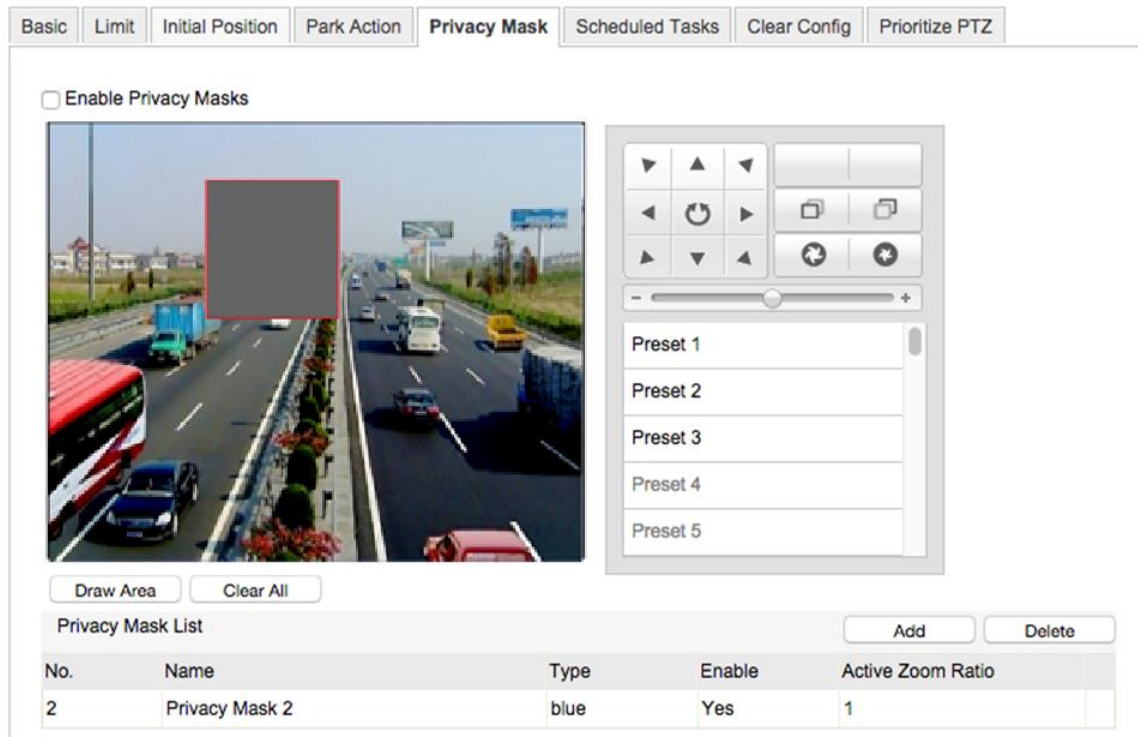 Basic Limit Initial Position Park Action Privacy Mask Scheduled Tasks Clear Config Prioritize PTZ
Enable Privacy Masks
Preset 1
Preset 2
Preset 3
Preset 4
Preset 5
Draw Area Clear All
Privacy Mask List Add Delete
No. Name Type Enable Active Zoom Ratio
2 Privacy Mask 2 blue Yes 1